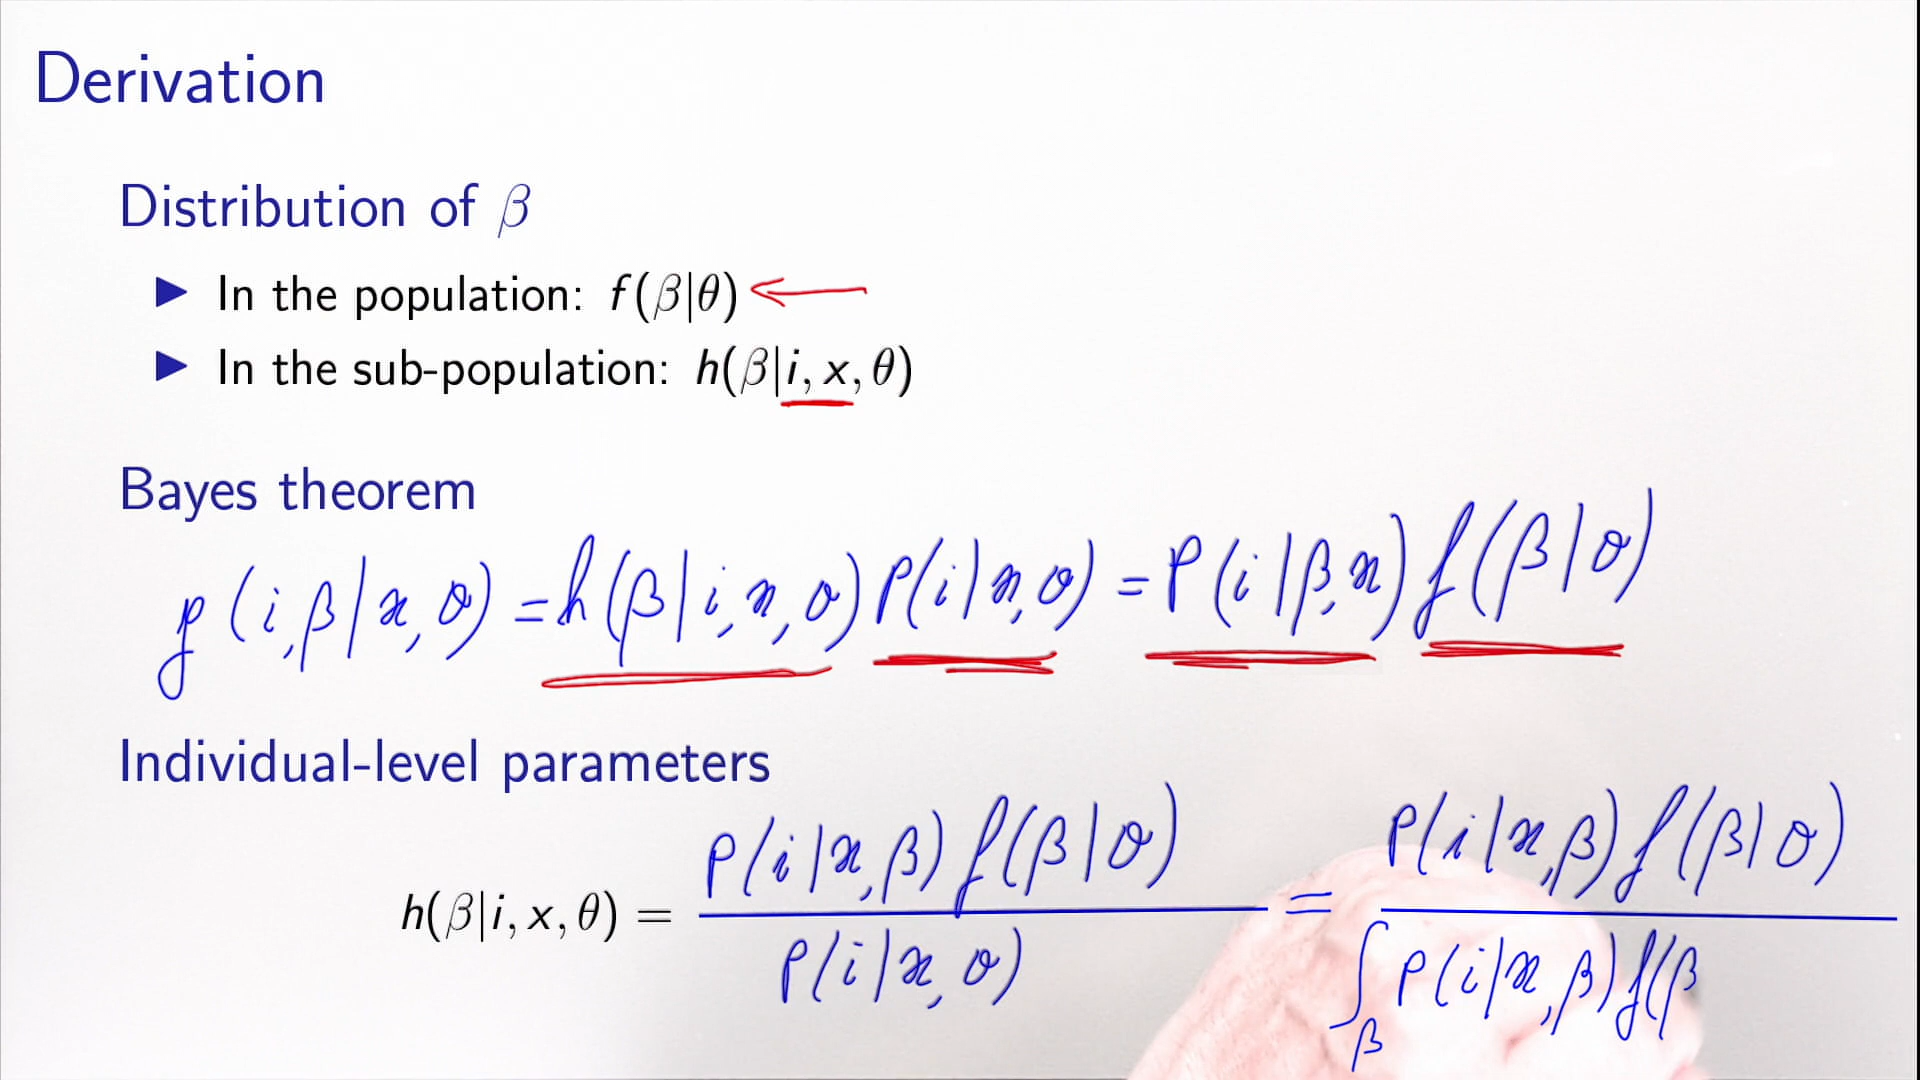 Derivation
Distribution of β
▶ In the population: f(β|θ) ←
▶ In the sub-population: h(β|i, x, θ)
Bayes theorem
g(i,β|x,θ) = h(β|i,x,θ) P(i|x,θ) = P(i|β,x) f(β|θ)
Individual-level parameters
h(β|i, x, θ) = P(i|x,β) f(β|θ) / P(i|x,θ) = P(i|x,β) f(β|θ) / ∫β P(i|x,β) f(β